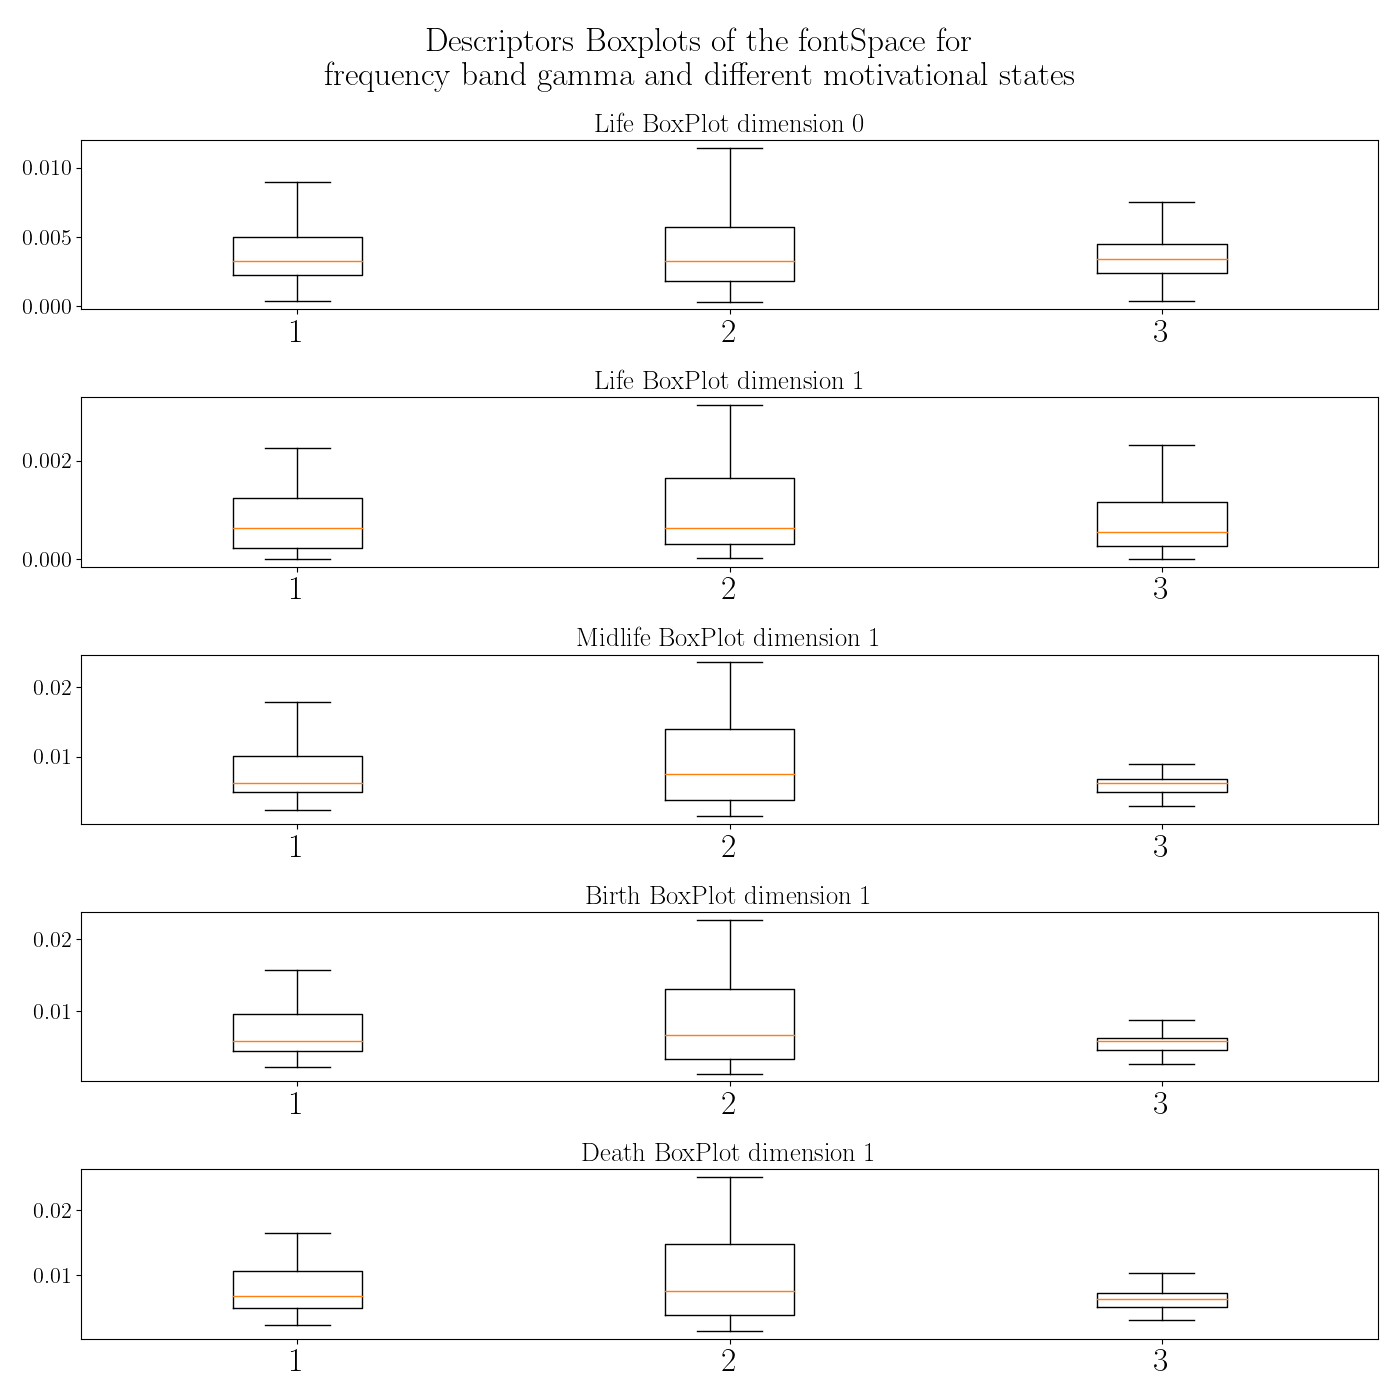 Descriptors Boxplots of the fontSpace for
frequency band gamma and different motivational states
Life BoxPlot dimension 0
0.010
0.005
0.000
1 2 3
Life BoxPlot dimension 1
0.002
0.000
1 2 3
Midlife BoxPlot dimension 1
0.02
0.01
1 2 3
Birth BoxPlot dimension 1
0.02
0.01
1 2 3
Death BoxPlot dimension 1
0.02
0.01
1 2 3